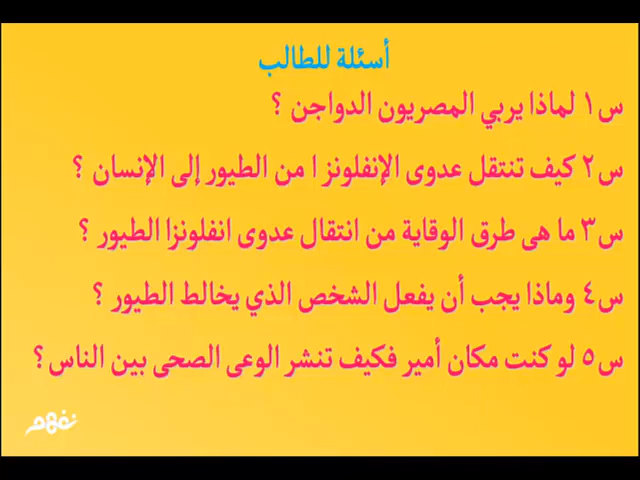 أسئلة للطالب
س١ لماذا يربي المصريون الدواجن ؟
س٢ كيف تنتقل عدوى الإنفلونز ا من الطيور إلى الإنسان ؟
س٣ ما هى طرق الوقاية من انتقال عدوى انفلونزا الطيور ؟
س٤ وماذا يجب أن يفعل الشخص الذي يخالط الطيور ؟
س٥ لو كنت مكان أمير فكيف تنشر الوعى الصحى بين الناس ؟
نفهم